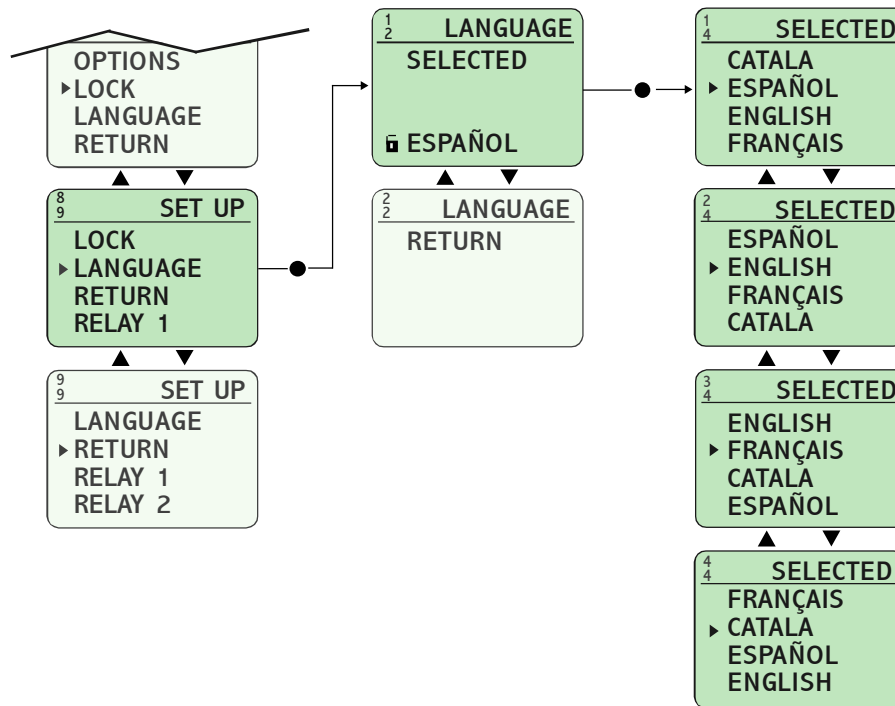 OPTIONS
LOCK
LANGUAGE
RETURN
8
9
SET UP
LOCK
LANGUAGE
RETURN
RELAY 1
9
9
SET UP
LANGUAGE
RETURN
RELAY 1
RELAY 2
1
2
LANGUAGE
SELECTED
ESPAÑOL
2
2
LANGUAGE
RETURN
1
4
SELECTED
CATALA
ESPAÑOL
ENGLISH
FRANÇAIS
2
4
SELECTED
ESPAÑOL
ENGLISH
FRANÇAIS
CATALA
3
4
SELECTED
ENGLISH
FRANÇAIS
CATALA
ESPAÑOL
4
4
SELECTED
FRANÇAIS
CATALA
ESPAÑOL
ENGLISH